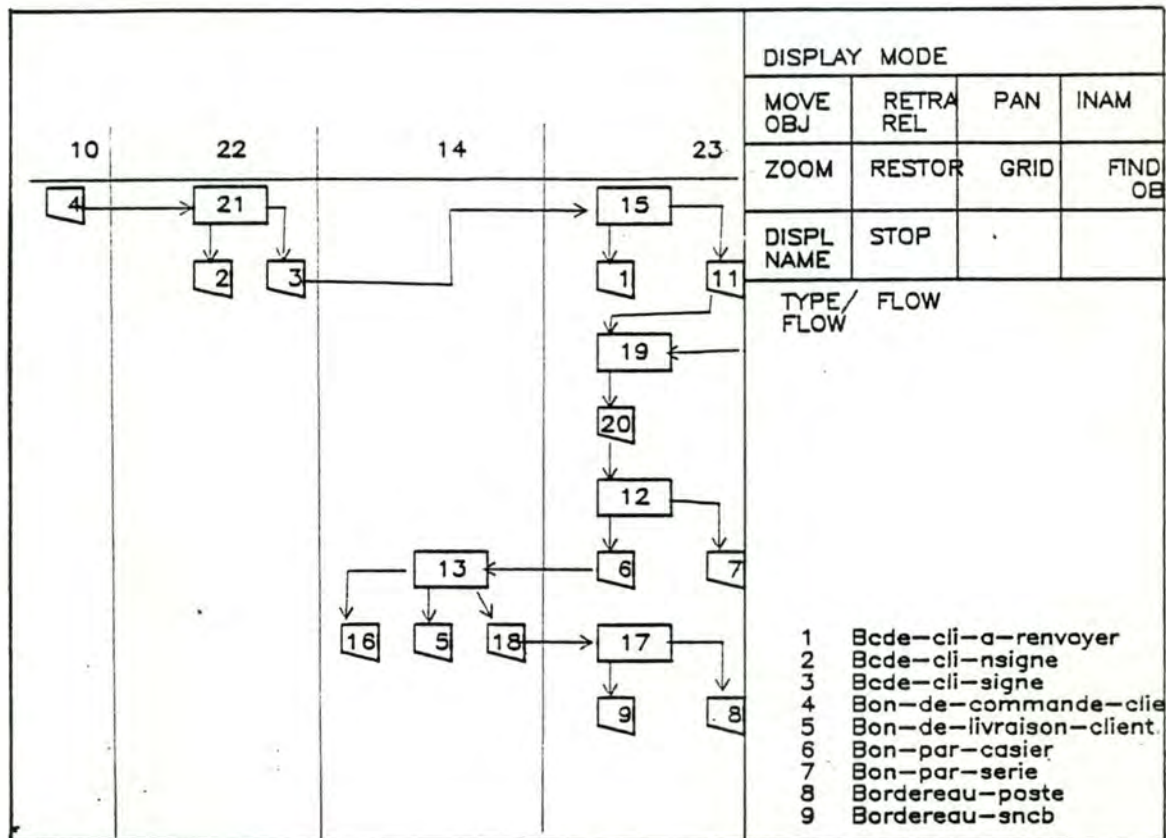 10 22 14 23
4 21 15
2 3 1 11
19
20
12
13 6 7
16 5 18 17
9 8
DISPLAY MODE
MOVE RETRA PAN INAM
OBJ REL
ZOOM RESTOR GRID FIND
OB
DISPL STOP
NAME
TYPE/ FLOW
FLOW
1 Bcde-cli-a-renvoyer
2 Bcde-cli-nsigne
3 Bcde-cli-signe
4 Bon-de-commande-clie
5 Bon-de-livraison-client
6 Bon-par-casier
7 Bon-par-serie
8 Bordereau-poste
9 Bordereau-sncb